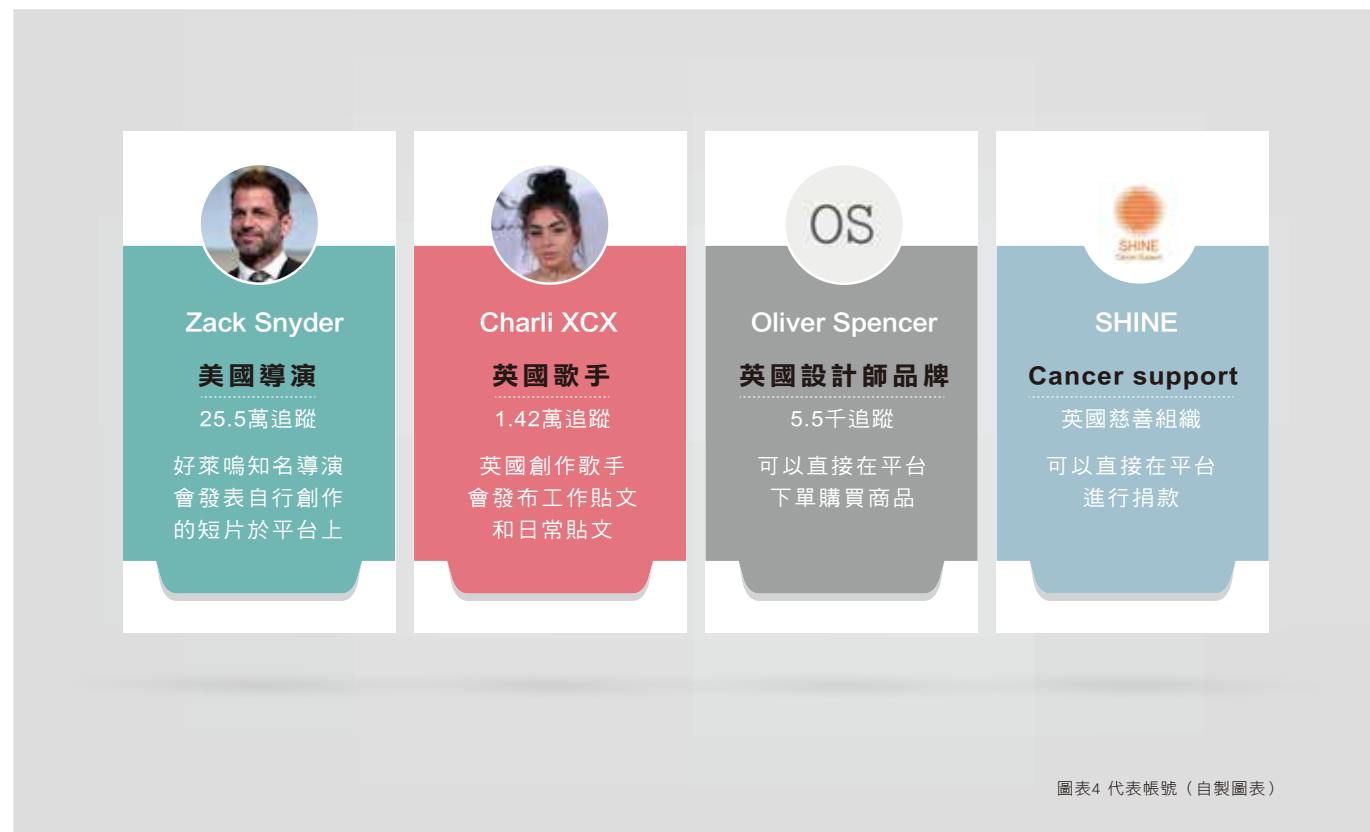 Zack Snyder
美國導演
25.5萬追蹤
好萊鳴知名導演
會發表自行創作
的短片於平台上
Charli XCX
英國歌手
1.42萬追蹤
英國創作歌手
會發布工作貼文
和日常貼文
OS
Oliver Spencer
英國設計師品牌
5.5千追蹤
可以直接在平台
下單購買商品
SHINE
Cancer Support
SHINE
Cancer support
英國慈善組織
可以直接在平台
進行捐款
圖表4 代表帳號（自製圖表）